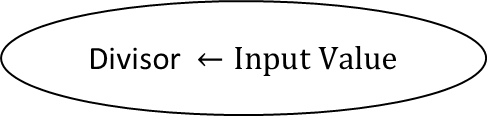 Divisor ← Input Value